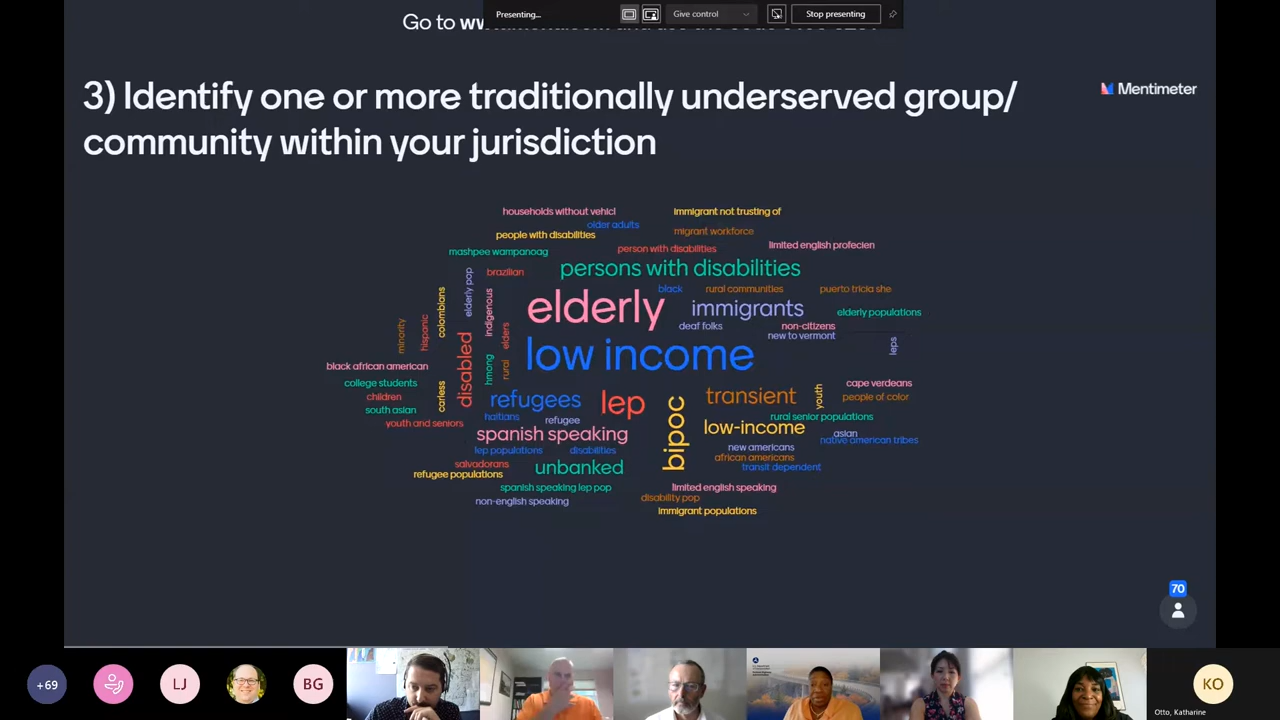 Presenting...
Give control
Stop presenting
Go to
3) Identify one or more traditionally underserved group/
community within your jurisdiction
Mentimeter
households without vehicl
immigrant not trusting of
older adults
people with disabilities
migrant workforce
mashpee wampanoag
person with disabilities
limited english profecien
elderly pop
brazilian
persons with disabilities
colombians
indigenous
black
rural communities
puerto tricia she
elderly
immigrants
elderly populations
minority
hispanic
elders
deaf folks
non-citizens
new to vermont
leps
disabled
low income
hmong
rural
black african american
college students
children
south asian
youth and seniors
carless
refugees
lep
transient
youth
cape verdeans
people of color
haitians
refugee
bipoc
rural senior populations
spanish speaking
low-income
asian
native american tribes
lep populations
disabilities
new americans
african americans
transit dependent
salvadorans
refugee populations
unbanked
spanish speaking lep pop
limited english speaking
non-english speaking
disability pop
immigrant populations
70
+69
LJ
BG
KO
Otto, Katharine